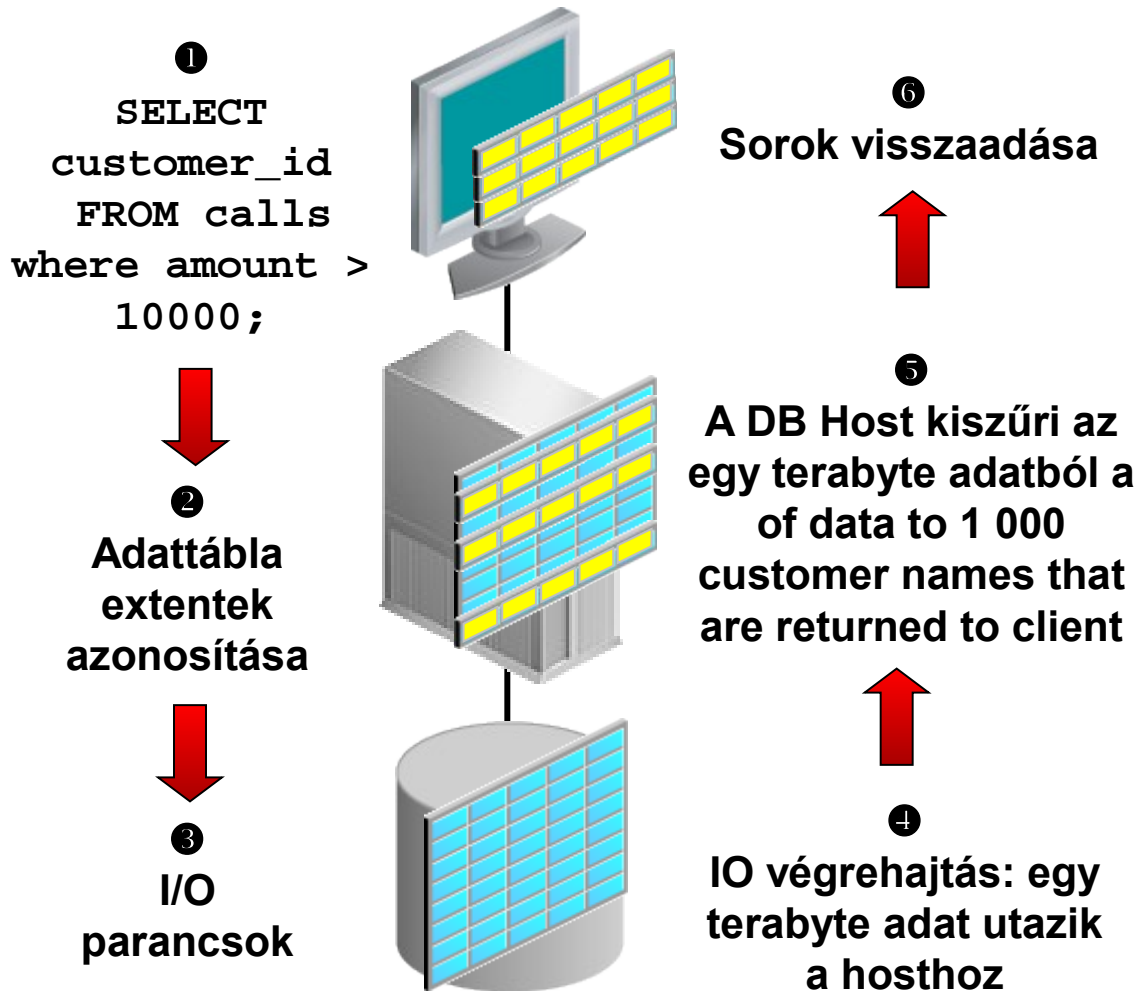 ❶
SELECT
customer_id
FROM calls
where amount >
10000;
❷
Adattábla
extentek
azonosítása
❸
I/O
parancsok
❹
IO végrehajtás: egy
terabyte adat utazik
a hosthoz
❺
A DB Host kiszűri az
egy terabyte adatból a
of data to 1 000
customer names that
are returned to client
❻
Sorok visszaadása